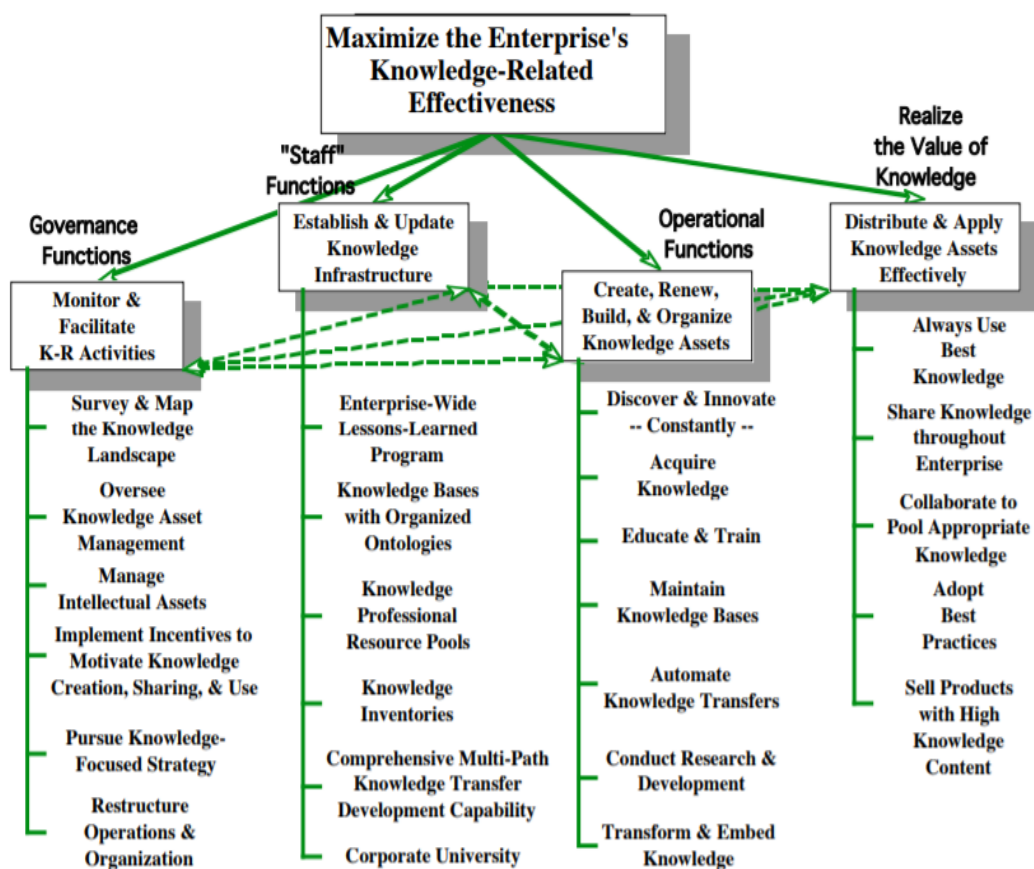 Maximize the Enterprise's
Knowledge-Related
Effectiveness
Governance
Functions
Monitor &
Facilitate
K-R Activities
Survey & Map
the Knowledge
Landscape
Oversee
Knowledge Asset
Management
Manage
Intellectual Assets
Implement Incentives to
Motivate Knowledge
Creation, Sharing, & Use
Pursue Knowledge-
Focused Strategy
Restructure
Operations &
Organization
"Staff"
Functions
Establish & Update
Knowledge
Infrastructure
Enterprise-Wide
Lessons-Learned
Program
Knowledge Bases
with Organized
Ontologies
Knowledge
Professional
Resource Pools
Knowledge
Inventories
Comprehensive Multi-Path
Knowledge Transfer
Development Capability
Corporate University
Operational
Functions
Create, Renew,
Build, & Organize
Knowledge Assets
Discover & Innovate
-- Constantly --
Acquire
Knowledge
Educate & Train
Maintain
Knowledge Bases
Automate
Knowledge Transfers
Conduct Research &
Development
Transform & Embed
Knowledge
Realize
the Value of
Knowledge
Distribute & Apply
Knowledge Assets
Effectively
Always Use
Best
Knowledge
Share Knowledge
throughout
Enterprise
Collaborate to
Pool Appropriate
Knowledge
Adopt
Best
Practices
Sell Products
with High
Knowledge
Content